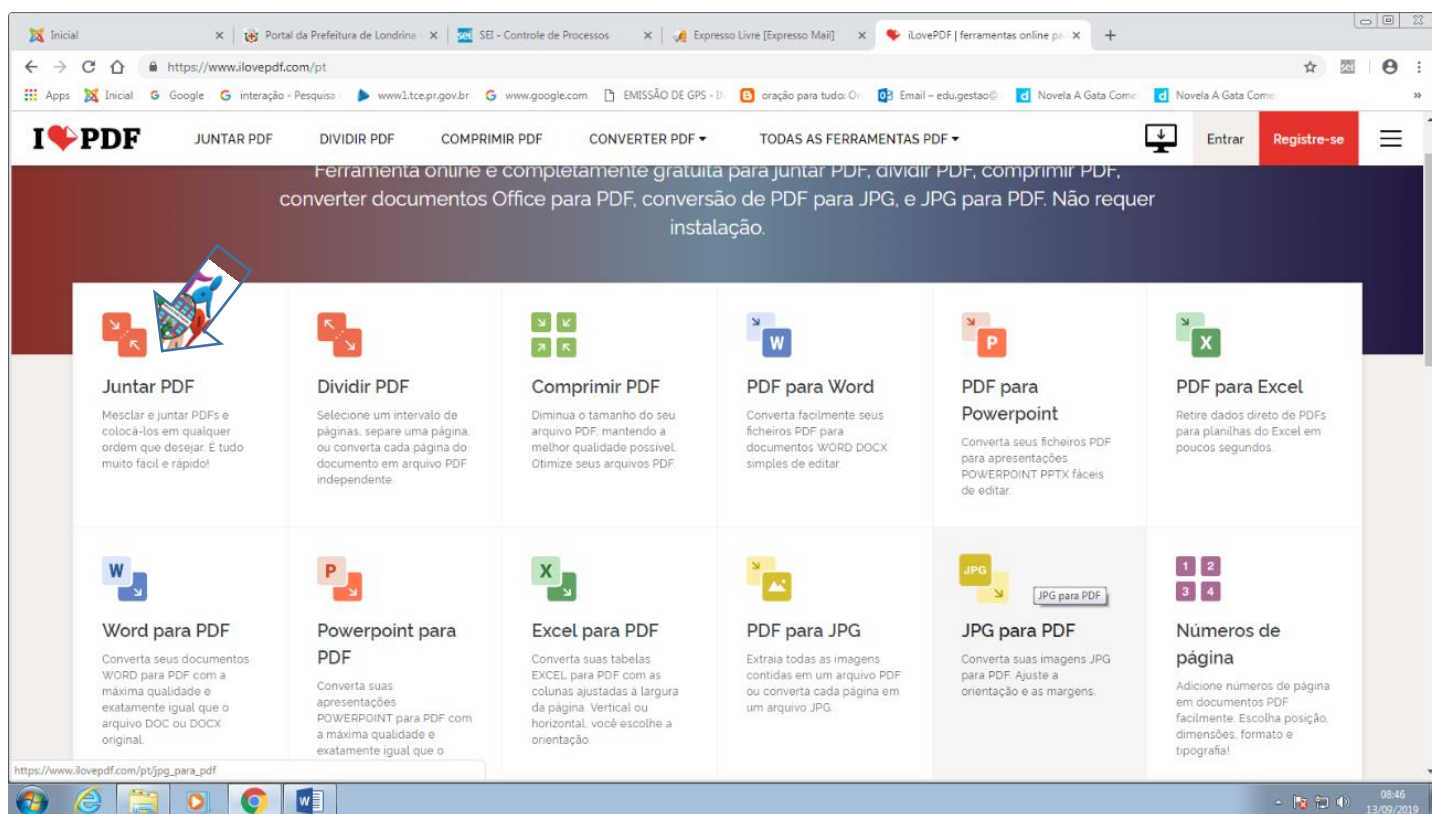 Inicial
Portal da Prefeitura de Londrina
SEI - Controle de Processos
Expresso Livre [Expresso Mail]
iLovePDF | ferramentas online pa
https://www.ilovepdf.com/pt
Apps
Inicial
Google
interação - Pesquisa
www1.tce.pr.gov.br
www.google.com
EMISSÃO DE GPS -
oração para tudo:
Email – edu.gestao@
Novela A Gata Come
Novela A Gata Come
I PDF
JUNTAR PDF
DIVIDIR PDF
COMPRIMIR PDF
CONVERTER PDF
TODAS AS FERRAMENTAS PDF
Entrar
Registre-se
Ferramenta online e completamente gratuita para juntar PDF, dividir PDF, comprimir PDF,
converter documentos Office para PDF, conversão de PDF para JPG, e JPG para PDF. Não requer
instalação.
Juntar PDF
Mesclar e juntar PDFs e
colocá-los em qualquer
ordem que desejar. É tudo
muito fácil e rápido!
Dividir PDF
Selecione um intervalo de
páginas, separe uma página,
ou converta cada página do
documento em arquivo PDF
independente.
Comprimir PDF
Diminua o tamanho do seu
arquivo PDF, mantendo a
melhor qualidade possível.
Otimize seus arquivos PDF.
W
PDF para Word
Converta facilmente seus
ficheiros PDF para
documentos WORD DOCX
simples de editar.
P
PDF para
Powerpoint
Converta seus ficheiros PDF
para apresentações
POWERPOINT PPTX fáceis
de editar.
X
PDF para Excel
Retire dados direto de PDFs
para planilhas do Excel em
poucos segundos.
W
Word para PDF
Converta seus documentos
WORD para PDF com a
máxima qualidade e
exatamente igual que o
arquivo DOC ou DOCX
original.
P
Powerpoint para
PDF
Converta suas
apresentações
POWERPOINT para PDF com
a máxima qualidade e
exatamente igual que o
X
Excel para PDF
Converta suas tabelas
EXCEL para PDF com as
colunas ajustadas à largura
da página. Vertical ou
horizontal, você escolhe a
orientação.
PDF para JPG
Extraia todas as imagens
contidas em um arquivo PDF
ou converta cada página em
um arquivo JPG.
JPG
JPG para PDF
JPG para PDF
Converta suas imagens JPG
para PDF. Ajuste a
orientação e as margens.
1 2
3 4
Números de
página
Adicione números de página
em documentos PDF
facilmente. Escolha posição,
dimensões, formato e
tipografia!
https://www.ilovepdf.com/pt/jpg_para_pdf
08:46
13/09/2019